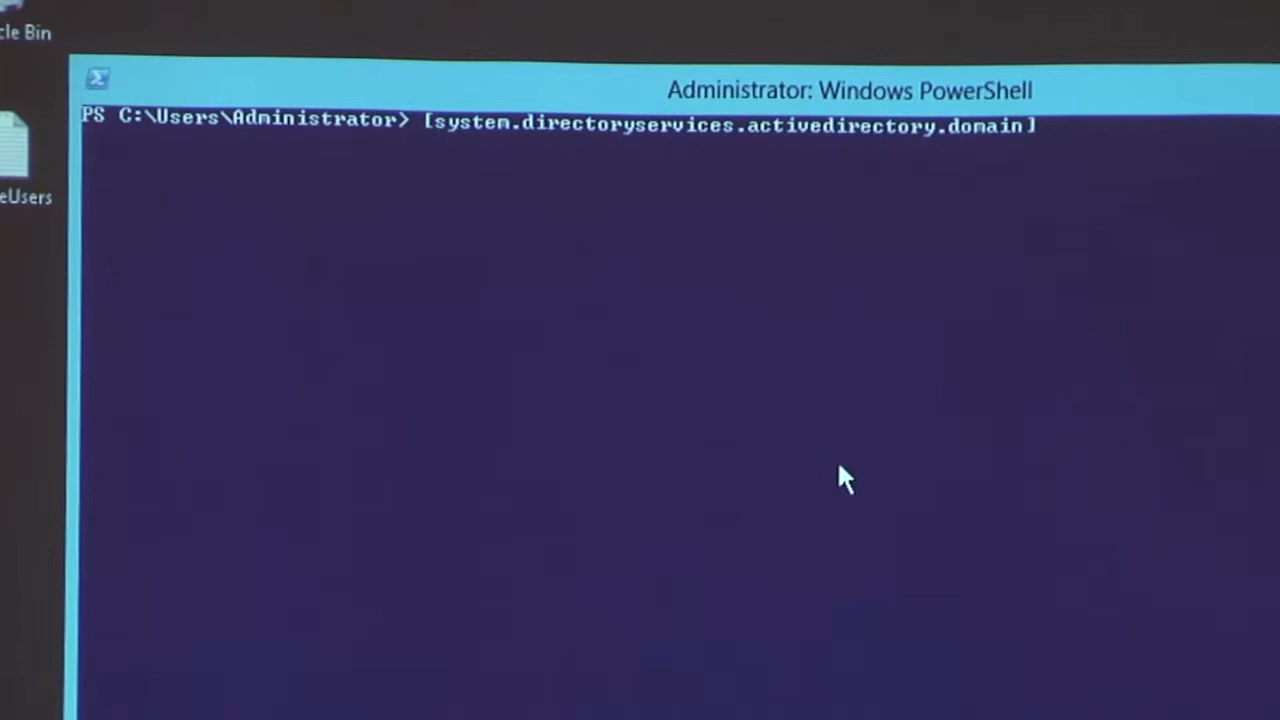 cle Bin
Administrator: Windows PowerShell
PS C:\Users\Administrator> [system.directoryservices.activedirectory.domain]
eUsers